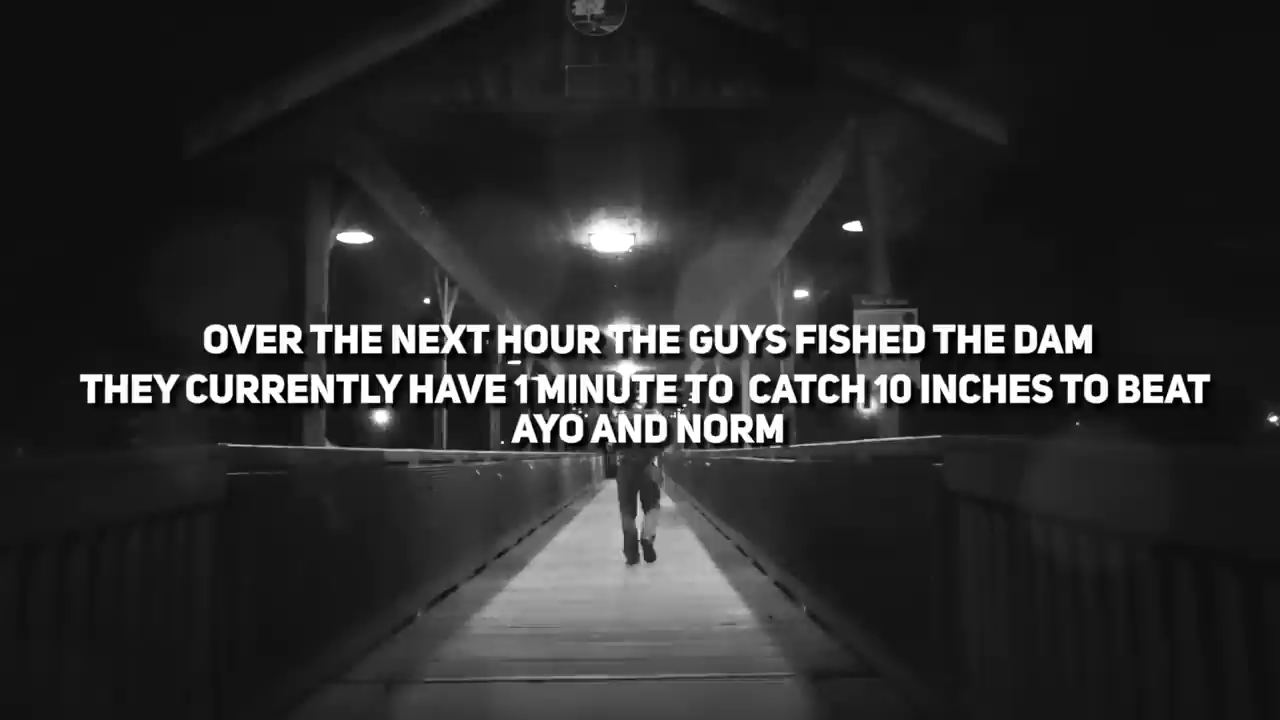 OVER THE NEXT HOUR THE GUYS FISHED THE DAM
THEY CURRENTLY HAVE 1 MINUTE TO CATCH 10 INCHES TO BEAT
AYO AND NORM